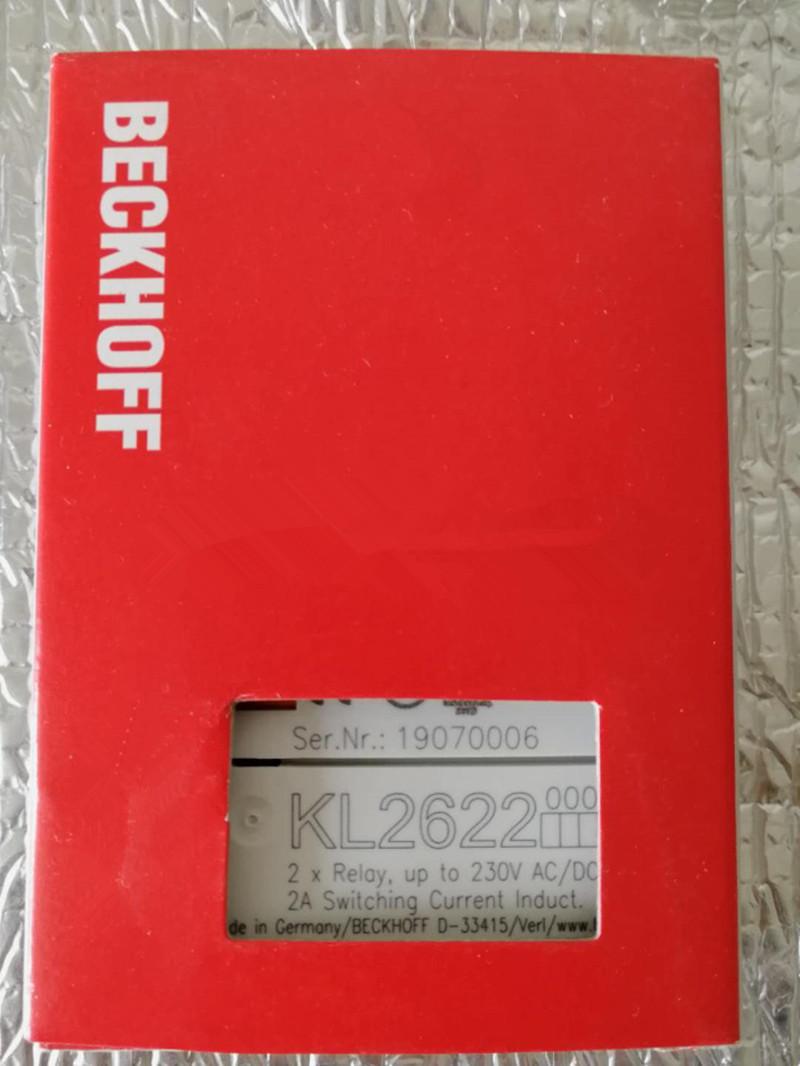 BECKHOFF
Ser.Nr.: 19070006
000
KL2622
2 x Relay, up to 230V AC/DC
2A Switching Current Induct.
de in Germany/BECKHOFF D-33415/Verl/www.